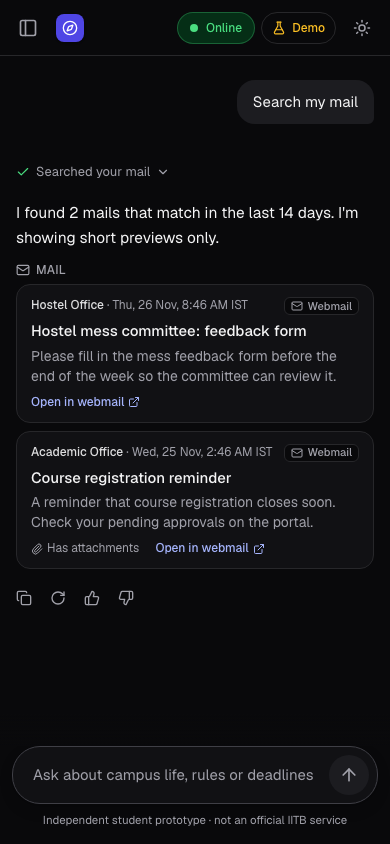 Online
Demo
Search my mail
Searched your mail
I found 2 mails that match in the last 14 days. I'm
showing short previews only.
MAIL
Hostel Office · Thu, 26 Nov, 8:46 AM IST
Webmail
Hostel mess committee: feedback form
Please fill in the mess feedback form before the
end of the week so the committee can review it.
Open in webmail
Academic Office · Wed, 25 Nov, 2:46 AM IST
Webmail
Course registration reminder
A reminder that course registration closes soon.
Check your pending approvals on the portal.
Has attachments
Open in webmail
Ask about campus life, rules or deadlines
Independent student prototype · not an official IITB service